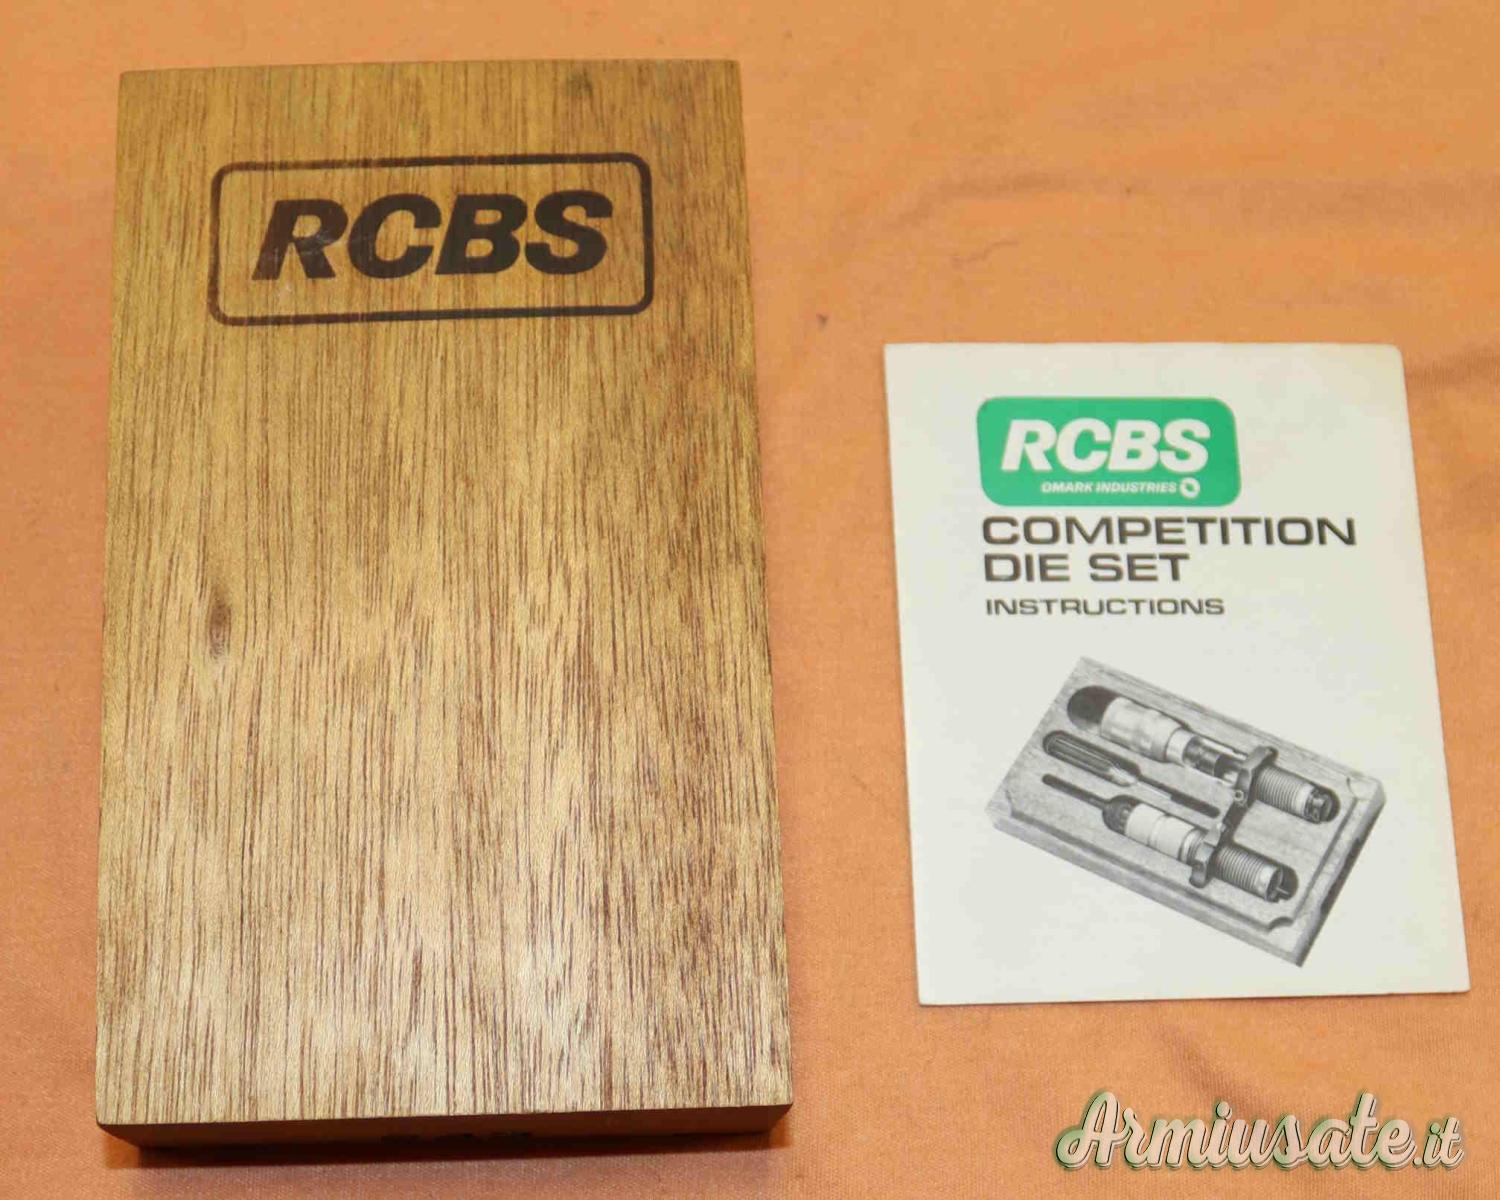 RCBS
RCBS
OMARK INDUSTRIES
COMPETITION
DIE SET
INSTRUCTIONS
Armiusate.it